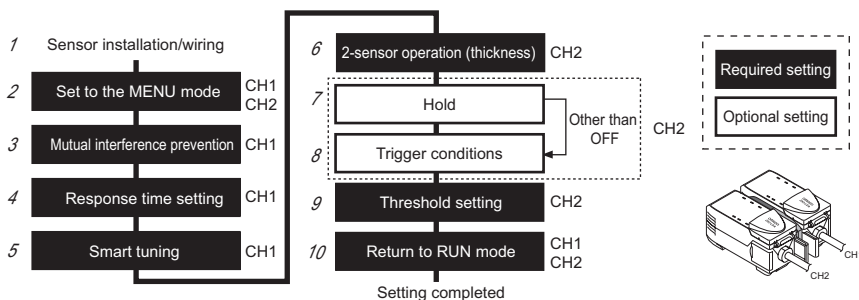 1 Sensor installation/wiring
2 Set to the MENU mode CH1 CH2
3 Mutual interference prevention CH1
4 Response time setting CH1
5 Smart tuning CH1
6 2-sensor operation (thickness) CH2
7 Hold
Other than OFF
CH2
8 Trigger conditions
9 Threshold setting CH2
10 Return to RUN mode CH1 CH2
Setting completed
Required setting
Optional setting
CH
CH2